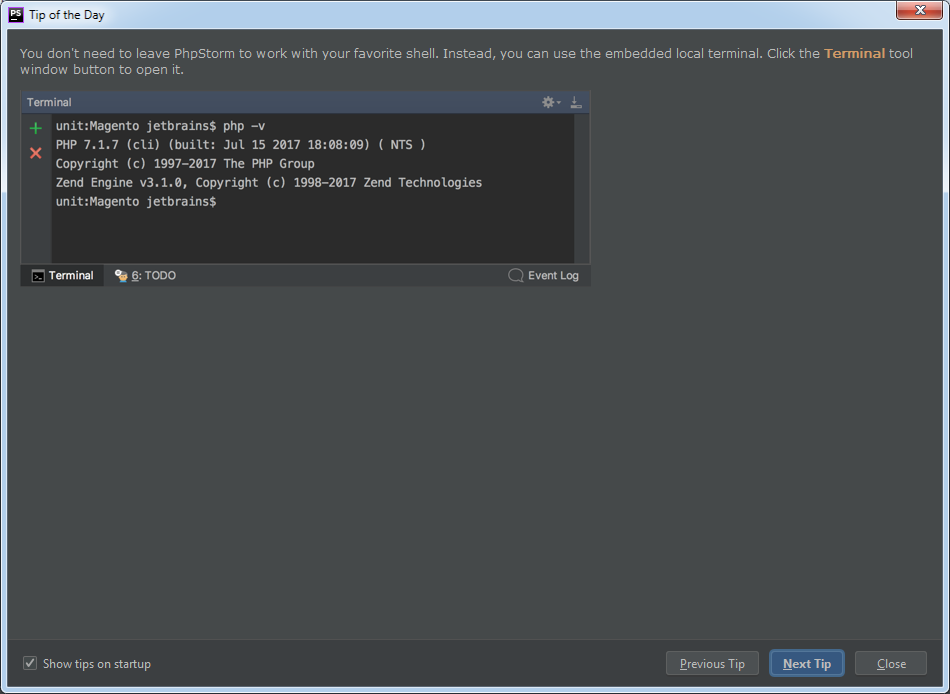 PS Tip of the Day
You don't need to leave PhpStorm to work with your favorite shell. Instead, you can use the embedded local terminal. Click the Terminal tool
window button to open it.
Terminal
unit:Magento jetbrains$ php -v
PHP 7.1.7 (cli) (built: Jul 15 2017 18:08:09) ( NTS )
Copyright (c) 1997-2017 The PHP Group
Zend Engine v3.1.0, Copyright (c) 1998-2017 Zend Technologies
unit:Magento jetbrains$
Terminal 6: TODO Event Log
Show tips on startup Previous Tip Next Tip Close